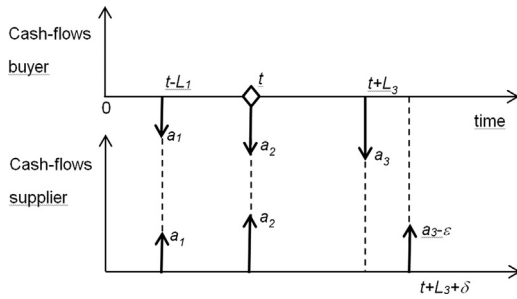 Cash-flows
buyer
t-L1
t
t+L3
0
time
a1
a2
a3
Cash-flows
supplier
a1
a2
a3-ε
t+L3+δ